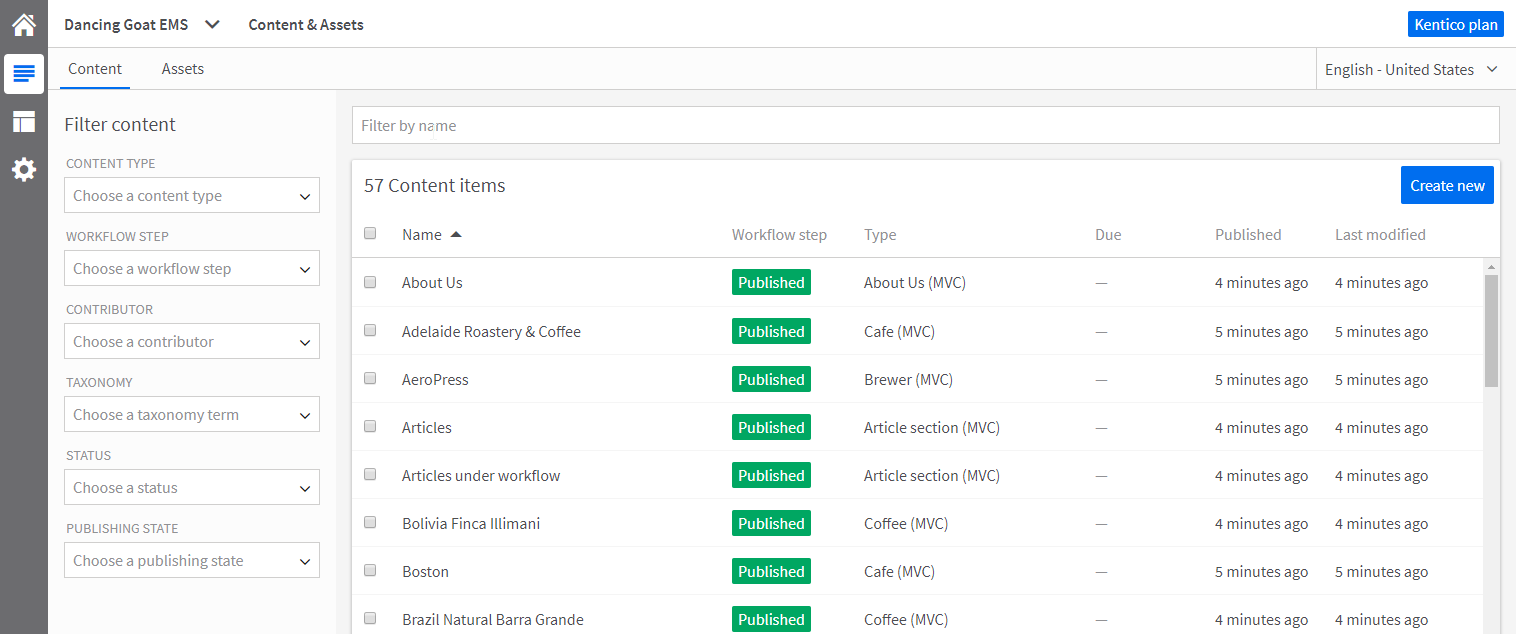 Dancing Goat EMS Content & Assets Kentico plan
Content Assets English - United States
Filter content
CONTENT TYPE
Choose a content type
WORKFLOW STEP
Choose a workflow step
CONTRIBUTOR
Choose a contributor
TAXONOMY
Choose a taxonomy term
STATUS
Choose a status
PUBLISHING STATE
Choose a publishing state
Filter by name
57 Content items Create new
Name Workflow step Type Due Published Last modified
About Us Published About Us (MVC) — 4 minutes ago 4 minutes ago
Adelaide Roastery & Coffee Published Cafe (MVC) — 5 minutes ago 5 minutes ago
AeroPress Published Brewer (MVC) — 5 minutes ago 5 minutes ago
Articles Published Article section (MVC) — 4 minutes ago 4 minutes ago
Articles under workflow Published Article section (MVC) — 4 minutes ago 4 minutes ago
Bolivia Finca Illimani Published Coffee (MVC) — 4 minutes ago 4 minutes ago
Boston Published Cafe (MVC) — 5 minutes ago 5 minutes ago
Brazil Natural Barra Grande Published Coffee (MVC) — 4 minutes ago 4 minutes ago